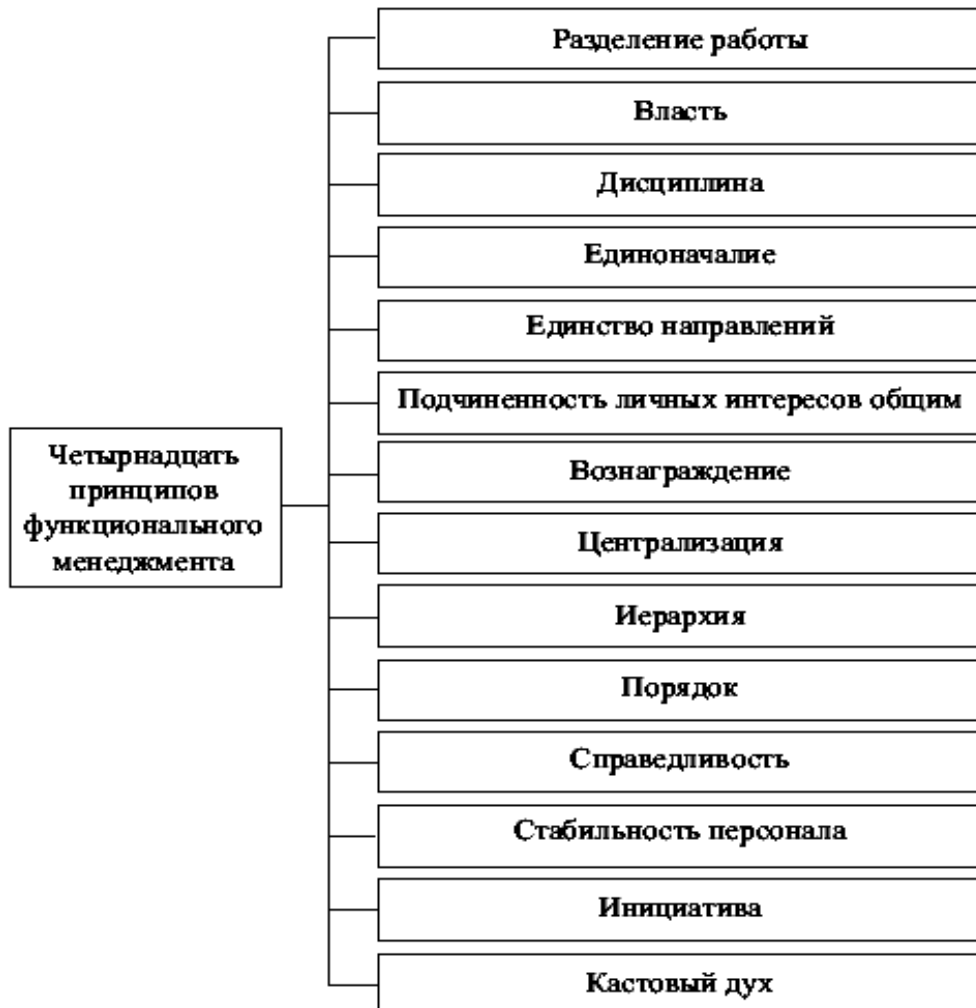 Разделение работы
Власть
Дисциплина
Единоначалие
Единство направлений
Подчиненность личных интересов общим
Четырнадцать
принципов
функционального
менеджмента
Вознаграждение
Централизация
Иерархия
Порядок
Справедливость
Стабильность персонала
Инициатива
Кастовый дух